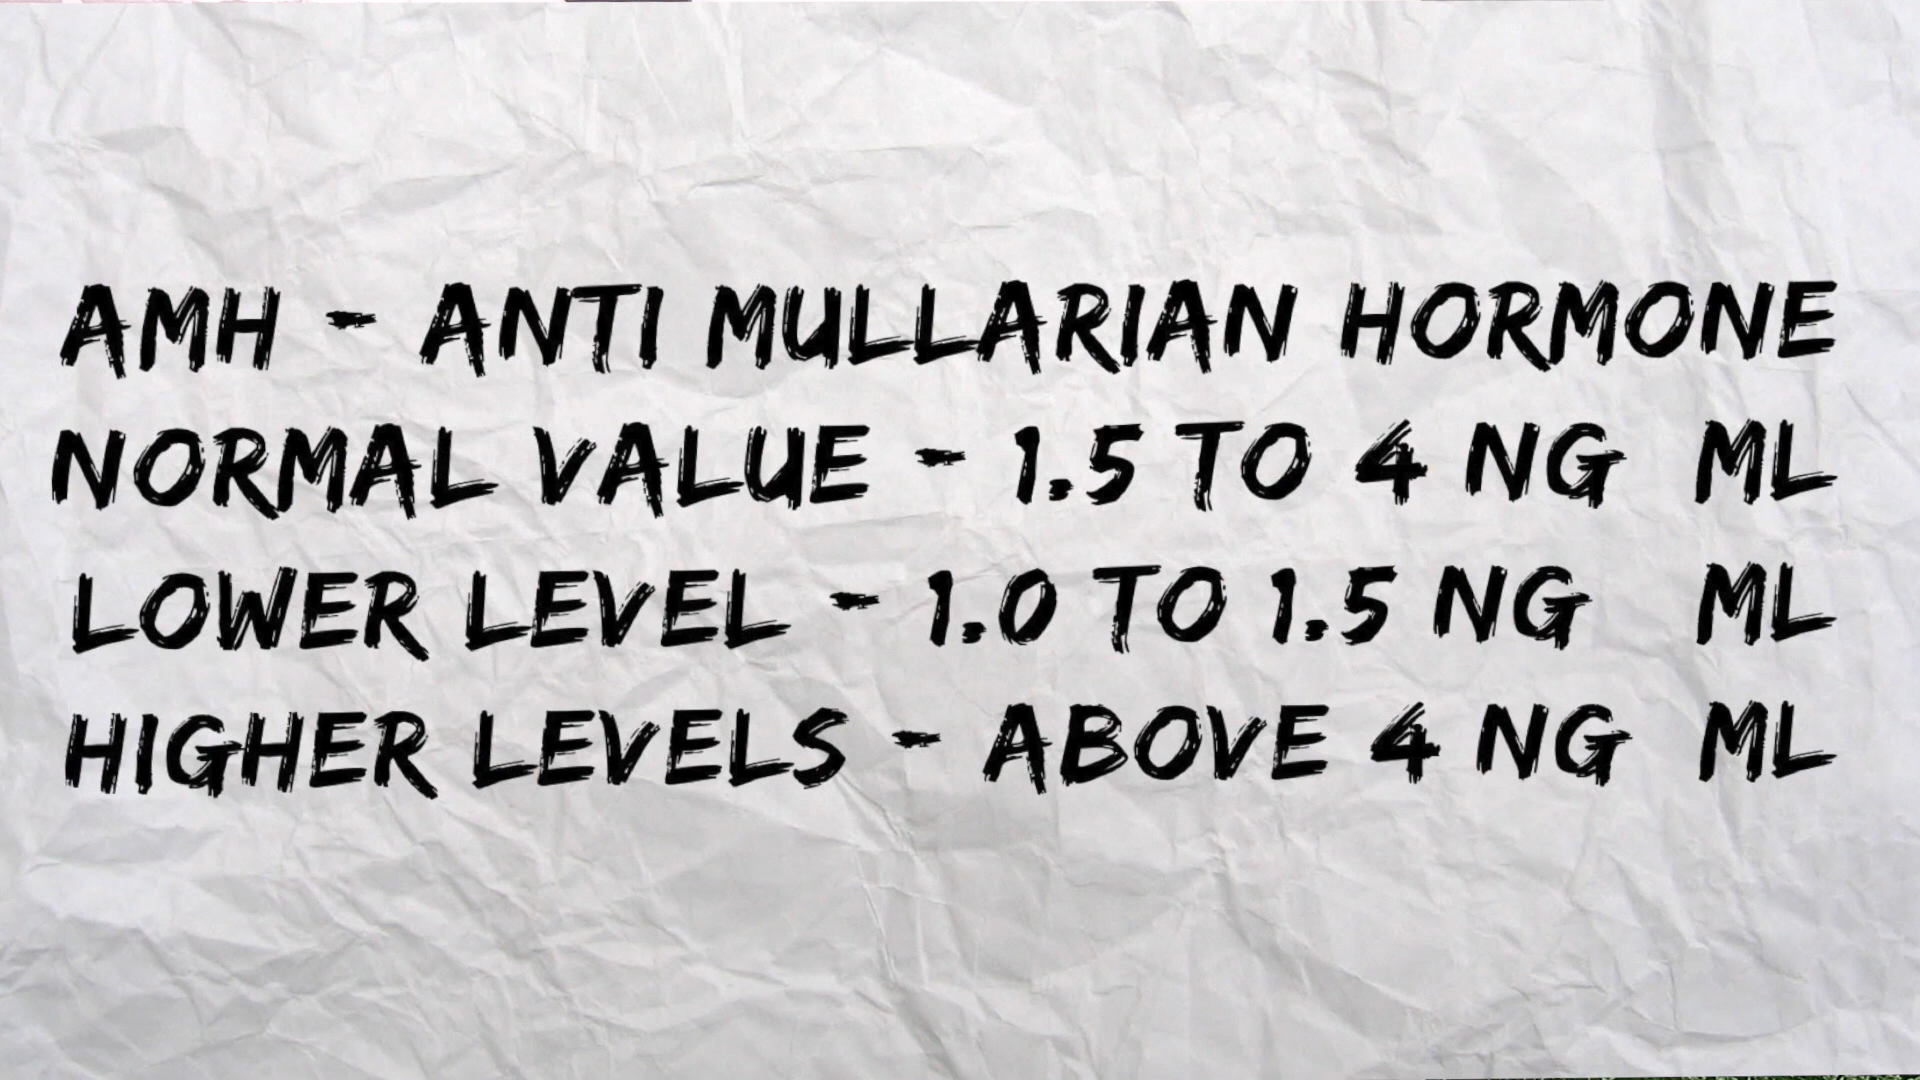 AMH - ANTI MULLARIAN HORMONE
NORMAL VALUE - 1.5 TO 4 NG ML
LOWER LEVEL - 1.0 TO 1.5 NG ML
HIGHER LEVELS - ABOVE 4 NG ML